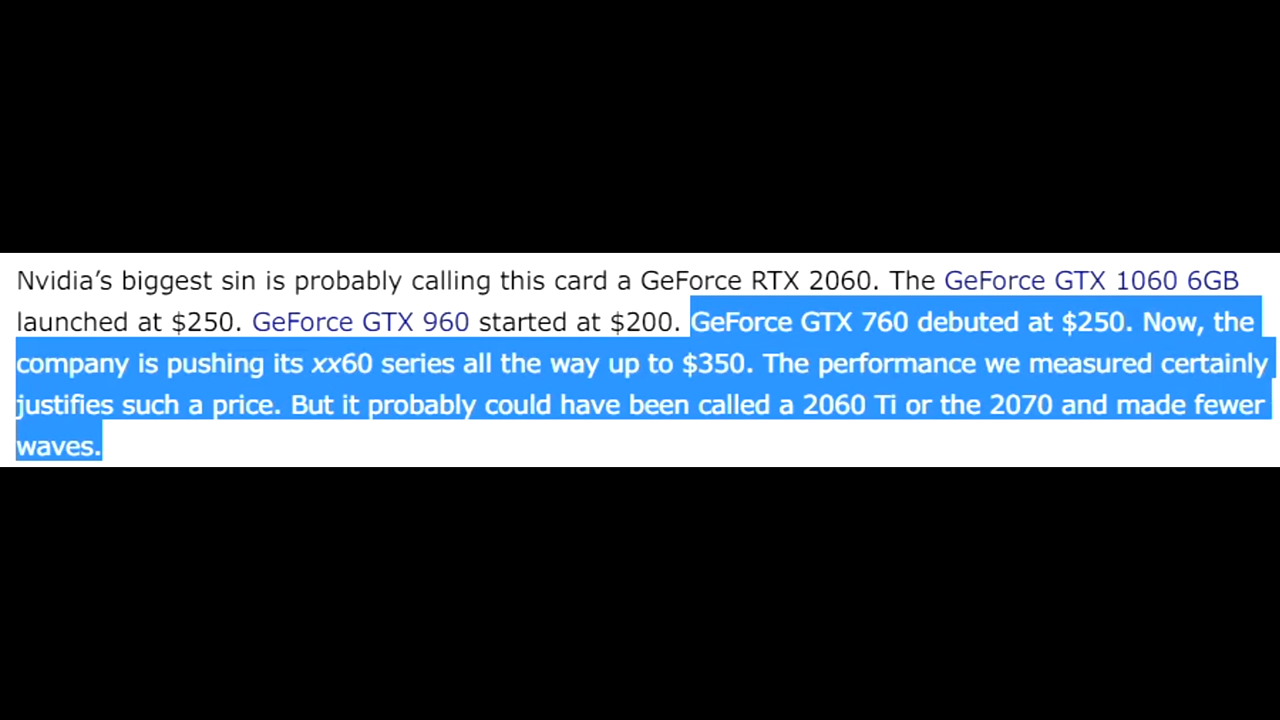 Nvidia’s biggest sin is probably calling this card a GeForce RTX 2060. The GeForce GTX 1060 6GB
launched at $250. GeForce GTX 960 started at $200. GeForce GTX 760 debuted at $250. Now, the
company is pushing its xx60 series all the way up to $350. The performance we measured certainly
justifies such a price. But it probably could have been called a 2060 Ti or the 2070 and made fewer
waves.